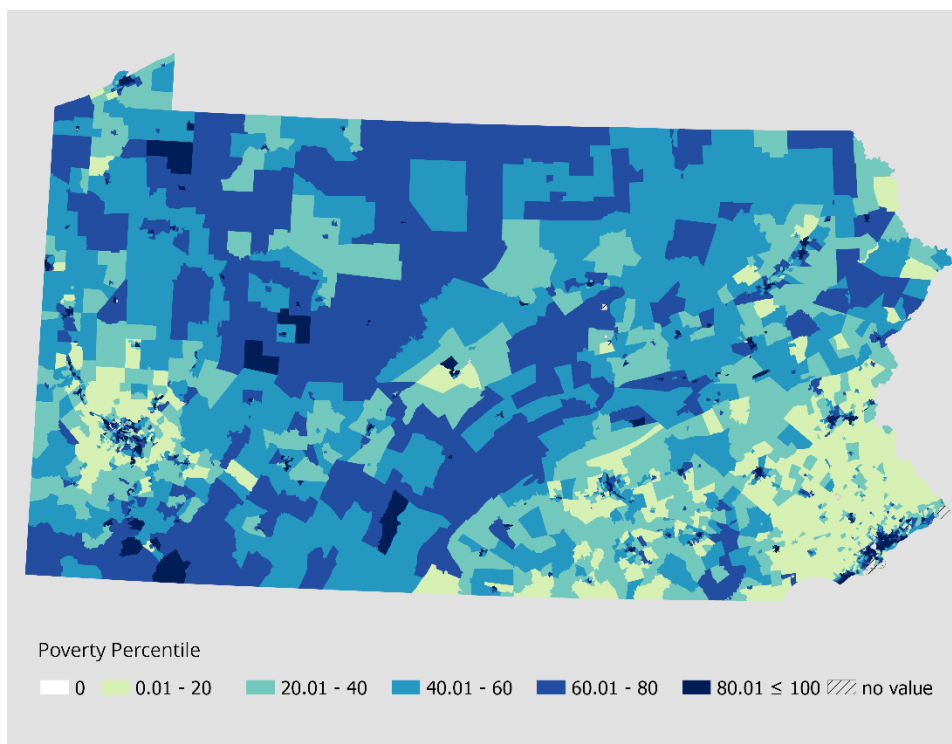 Poverty Percentile
0 0.01 - 20 20.01 - 40 40.01 - 60 60.01 - 80 80.01 ≤ 100 no value